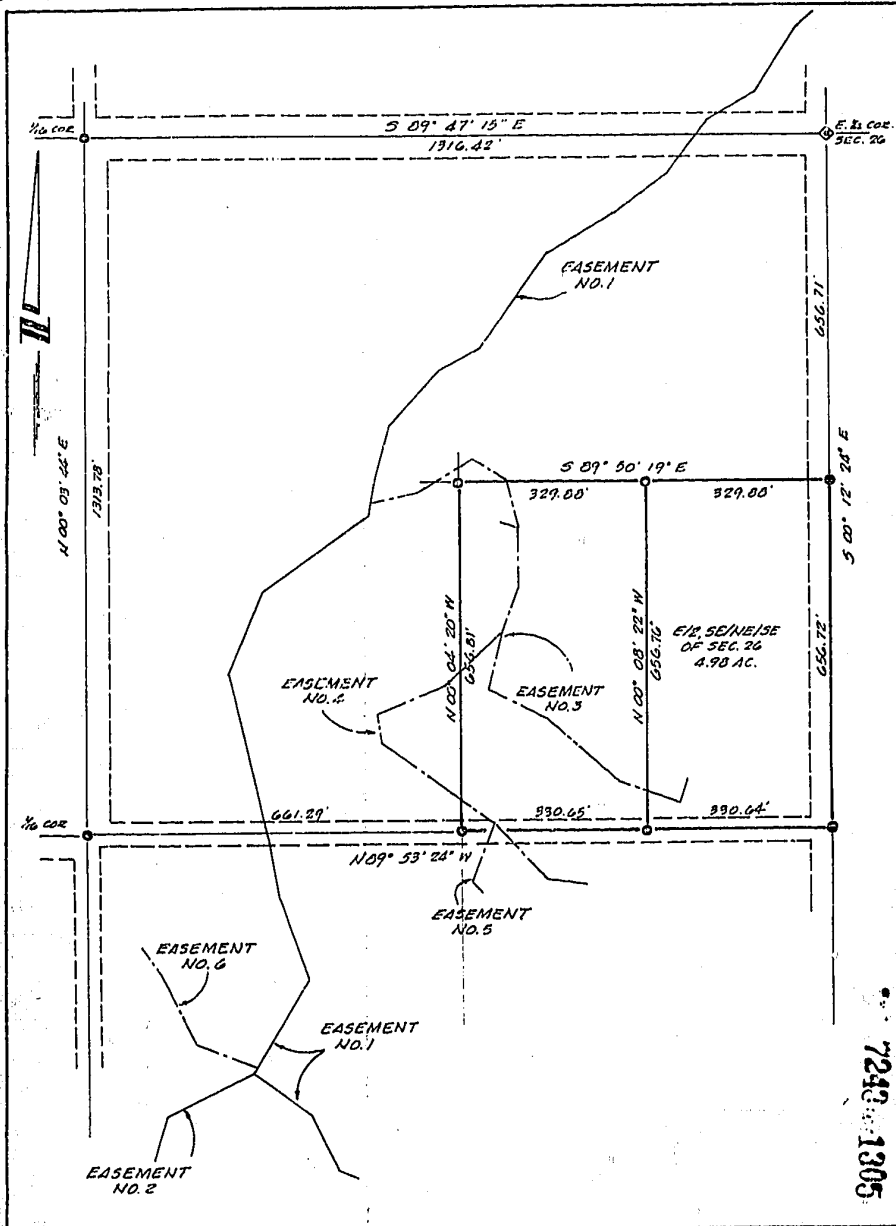 1/16 COR
S 89° 47' 15" E
1316.42'
E. 1/4 COR.
SEC. 26
EASEMENT
NO. 1
656.71'
N 00° 03' 44" E
1313.78'
S 89° 50' 19" E
329.88'
329.88'
S 00° 12' 24" E
N 00° 04' 20" W
656.81'
N 00° 08' 22" W
656.76'
E/2, SE/NE/SE
OF SEC. 26
4.98 AC.
656.72'
EASEMENT
NO. 4
EASEMENT
NO. 3
1/16 COR
661.29'
330.65'
330.64'
N 89° 53' 24" W
EASEMENT
NO. 5
EASEMENT
NO. 6
EASEMENT
NO. 1
EASEMENT
NO. 2
7243 1305